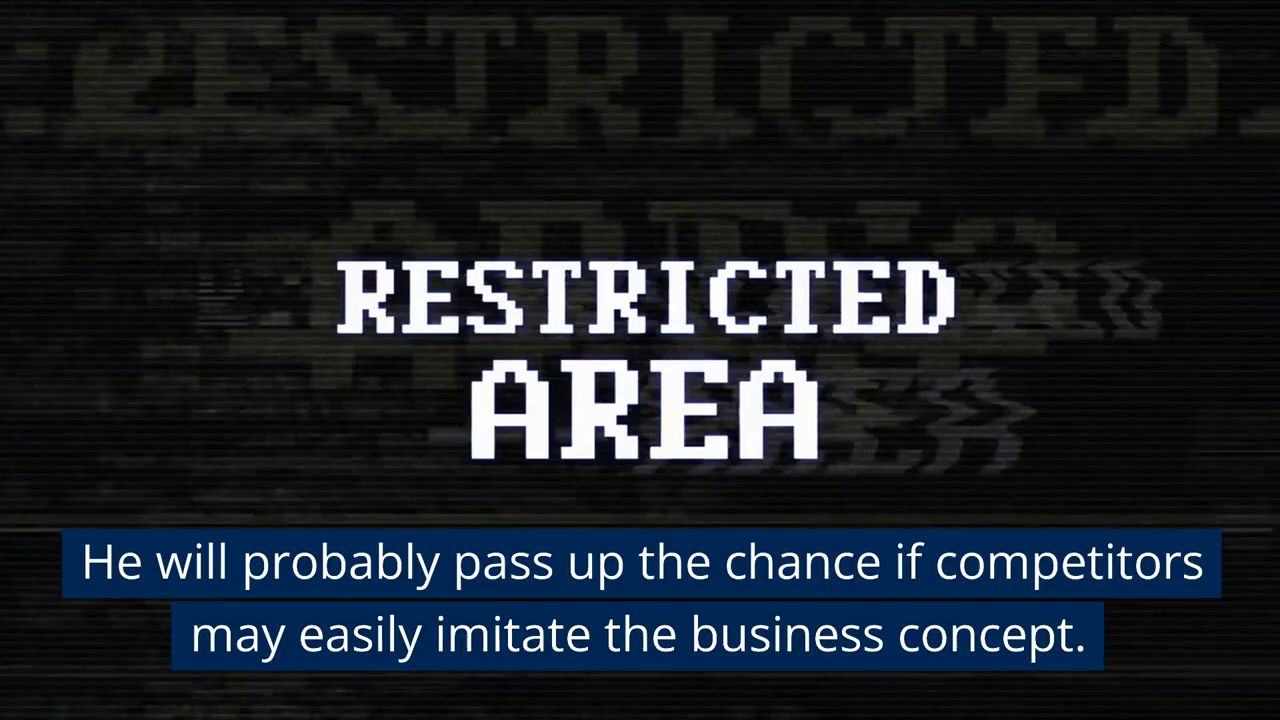 RESTRICTED
AREA
He will probably pass up the chance if competitors
may easily imitate the business concept.